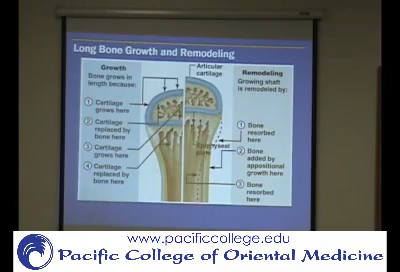 Long Bone Growth and Remodeling
Articular
cartilage
Growth
Bone grows in
length because:
1 Cartilage
grows here
2 Cartilage
replaced by
bone here
3 Cartilage
grows here
4 Cartilage
replaced by
bone here
Epiphyseal
plate
Remodeling
Growing shaft
is remodeled by:
1 Bone
resorbed
here
2 Bone
added by
appositional
growth here
3 Bone
resorbed
here
www.pacificcollege.edu
Pacific College of Oriental Medicine